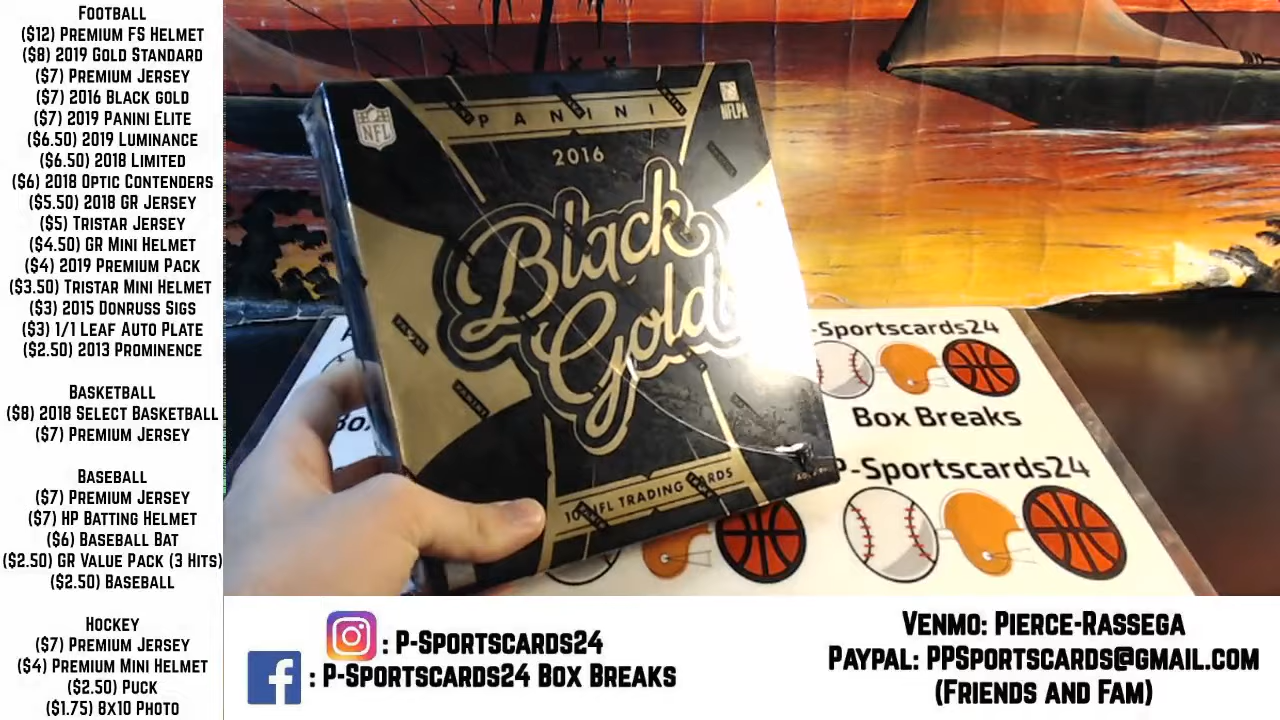 Football
($12) Premium FS Helmet
($8) 2019 Gold Standard
($7) Premium Jersey
($7) 2016 Black gold
($7) 2019 Panini Elite
($6.50) 2019 Luminance
($6.50) 2018 Limited
($6) 2018 Optic Contenders
($5.50) 2018 GR Jersey
($5) Tristar Jersey
($4.50) GR Mini Helmet
($4) 2019 Premium Pack
($3.50) Tristar Mini Helmet
($3) 2015 Donruss Sigs
($3) 1/1 Leaf Auto Plate
($2.50) 2013 Prominence
Basketball
($8) 2018 Select Basketball
($7) Premium Jersey
Baseball
($7) Premium Jersey
($7) HP Batting Helmet
($6) Baseball Bat
($2.50) GR Value Pack (3 Hits)
($2.50) Baseball
Hockey
($7) Premium Jersey
($4) Premium Mini Helmet
($2.50) Puck
($1.75) 8x10 Photo
NFL
PANINI
NFLPA
2016
Black
Gold
NFL TRADING CARDS
-Sportscards24
Box Breaks
P-Sportscards24
: P-Sportscards24
: P-Sportscards24 Box Breaks
Venmo: Pierce-Rassega
Paypal: PPSportscards@gmail.com
(Friends and Fam)